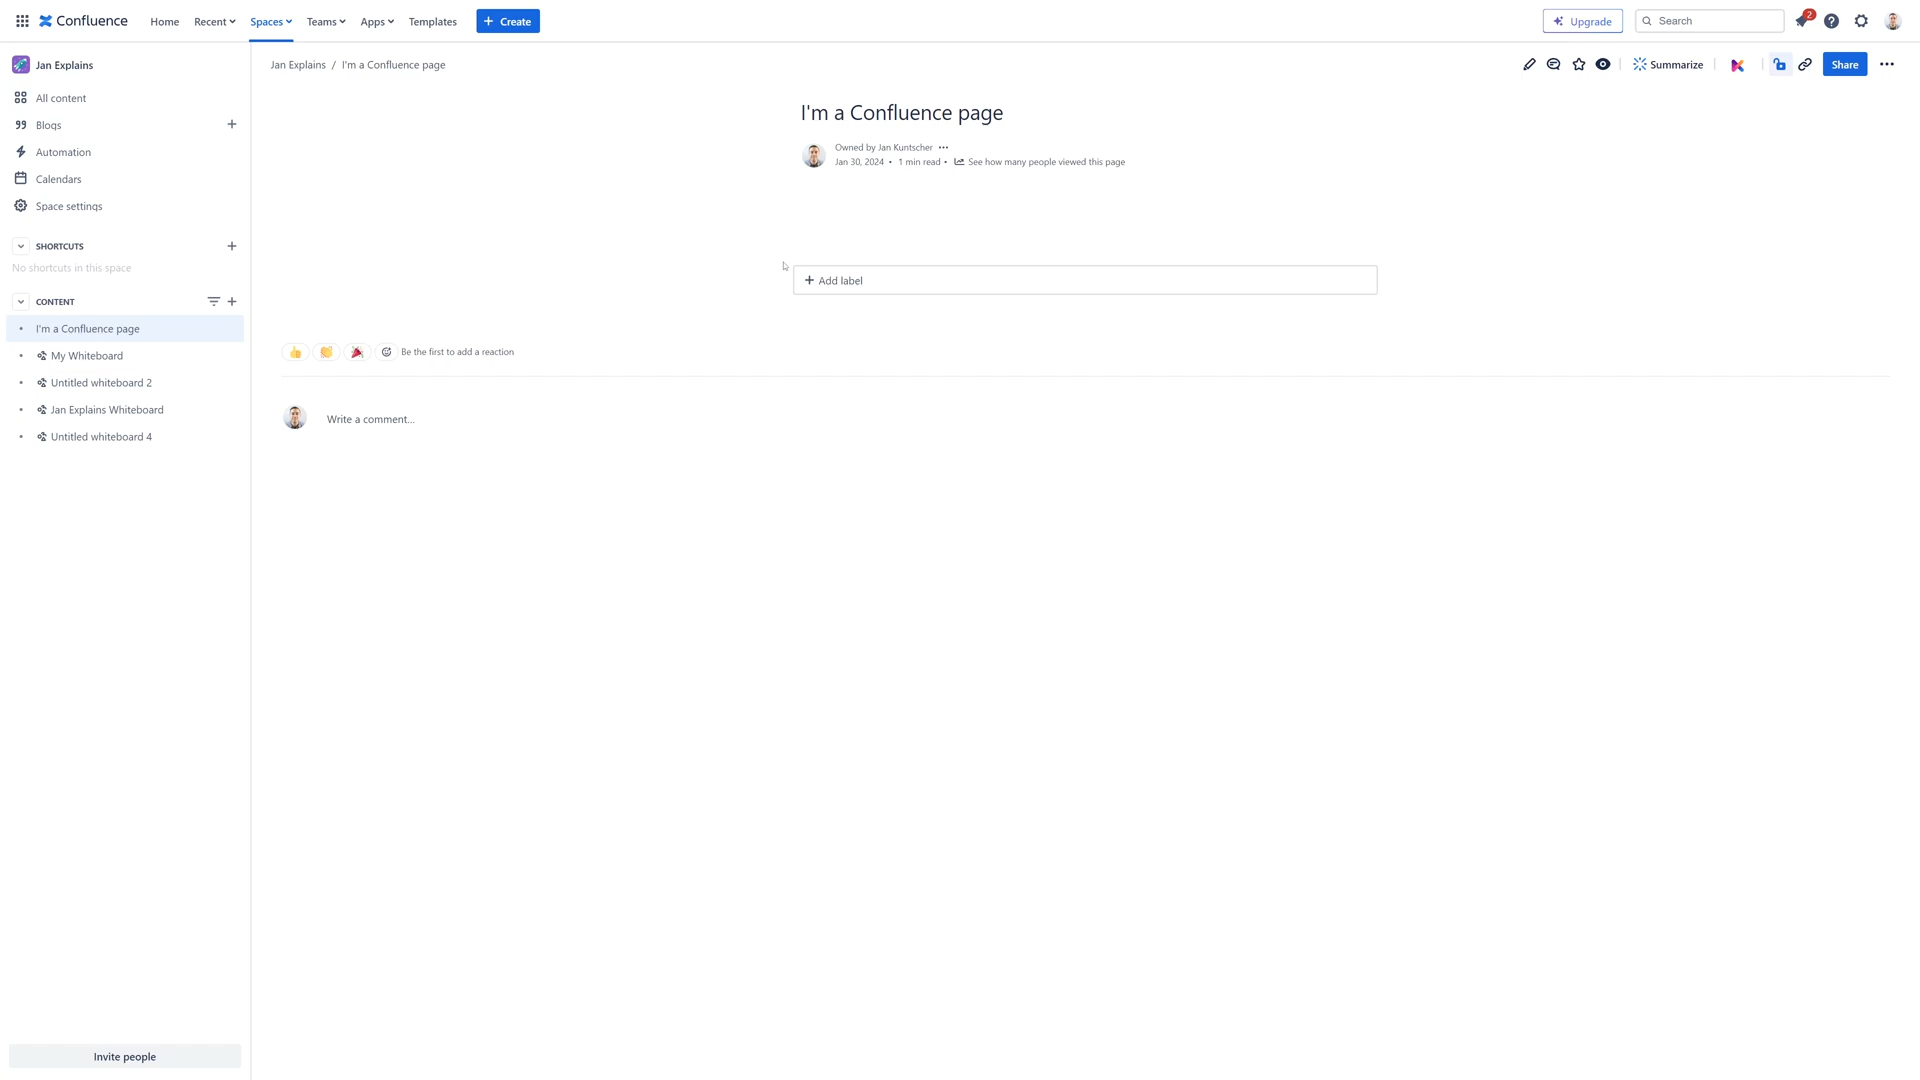 Confluence Home Recent Spaces Teams Apps Templates + Create Upgrade Search 2
Jan Explains
All content
Blogs
Automation
Calendars
Space settings
SHORTCUTS
No shortcuts in this space
CONTENT
I'm a Confluence page
My Whiteboard
Untitled whiteboard 2
Jan Explains Whiteboard
Untitled whiteboard 4
Invite people
Jan Explains / I'm a Confluence page
Summarize Share
I'm a Confluence page
Owned by Jan Kuntscher
Jan 30, 2024 • 1 min read • See how many people viewed this page
+ Add label
Be the first to add a reaction
Write a comment...